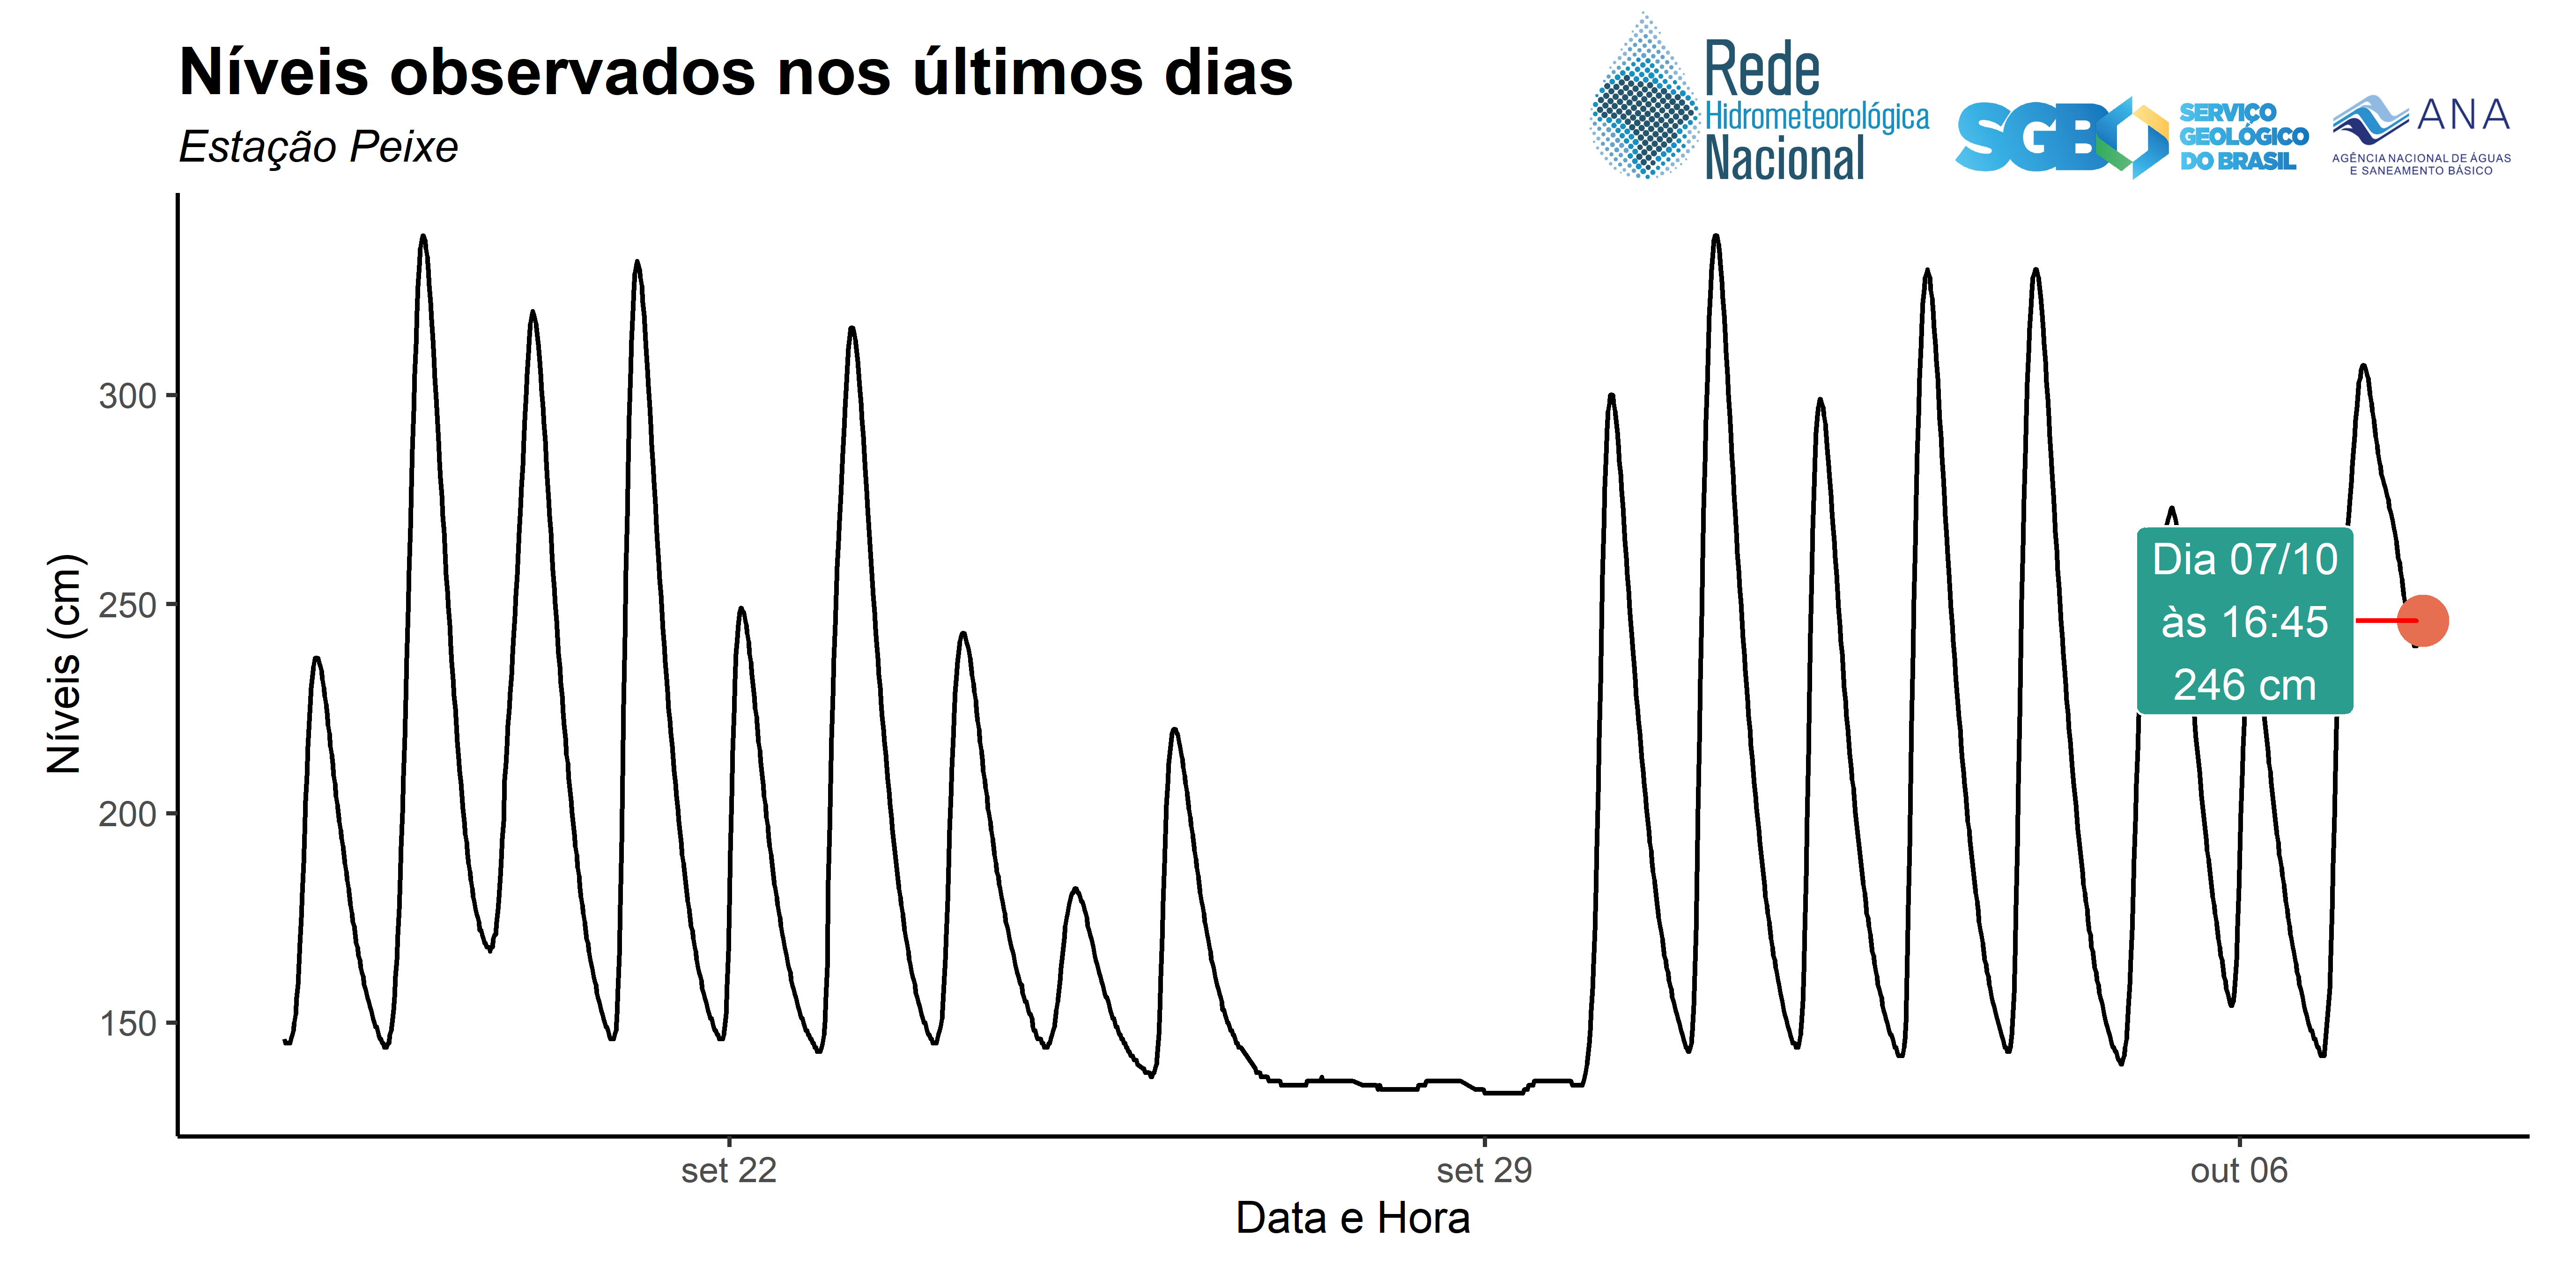 Níveis observados nos últimos dias
Estação Peixe
Rede
Hidrometeorológica
Nacional
SGB
SERVIÇO
GEOLÓGICO
DO BRASIL
ANA
AGÊNCIA NACIONAL DE ÁGUAS
E SANEAMENTO BÁSICO
Níveis (cm)
300
250
200
150
Dia 07/10
às 16:45
246 cm
set 22
set 29
out 06
Data e Hora